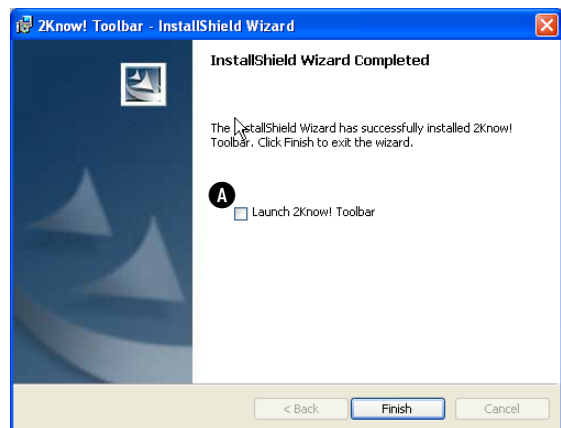 2Know! Toolbar - InstallShield Wizard
InstallShield Wizard Completed
The InstallShield Wizard has successfully installed 2Know!
Toolbar. Click Finish to exit the wizard.
A
Launch 2Know! Toolbar
< Back Finish Cancel